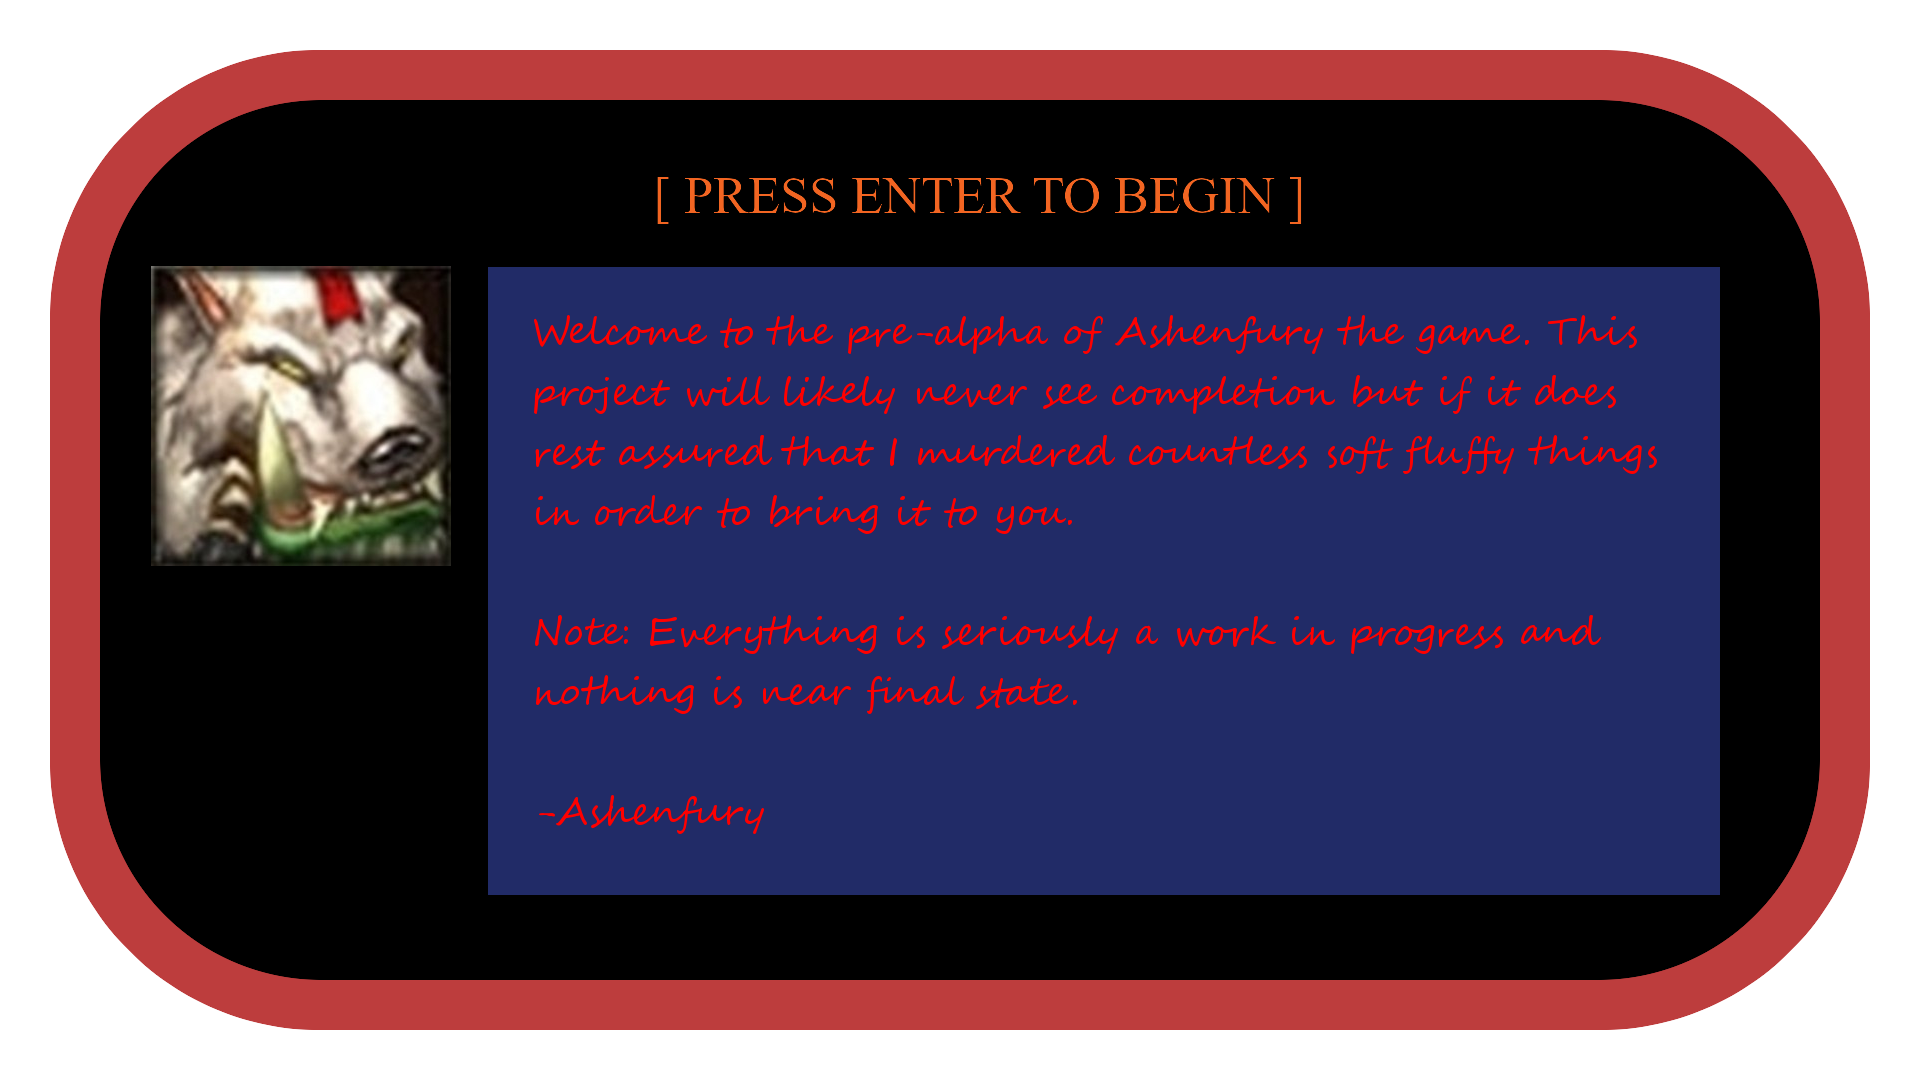 [ PRESS ENTER TO BEGIN ]
Welcome to the pre-alpha of Ashenfury the game. This
project will likely never see completion but if it does
rest assured that I murdered countless soft fluffy things
in order to bring it to you.
Note: Everything is seriously a work in progress and
nothing is near final state.
-Ashenfury